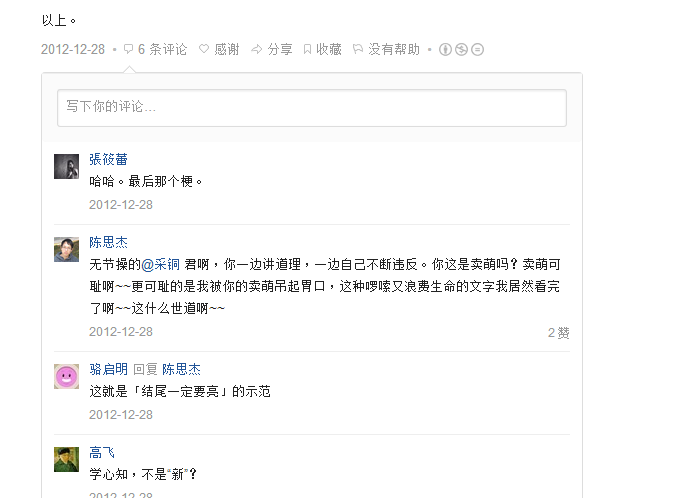 以上。
2012-12-28 • 6 条评论 感谢 分享 收藏 没有帮助 •
写下你的评论…
張筱蕾
哈哈。最后那个梗。
2012-12-28
陈思杰
无节操的@采铜 君啊，你一边讲道理，一边自己不断违反。你这是卖萌吗？卖萌可
耻啊~~更可耻的是我被你的卖萌吊起胃口，这种啰嗦又浪费生命的文字我居然看完
了啊~~这什么世道啊~~
2012-12-28 2 赞
骆启明 回复 陈思杰
这就是「结尾一定要亮」的示范
2012-12-28
高飞
学心知，不是“新”？
2012-12-28